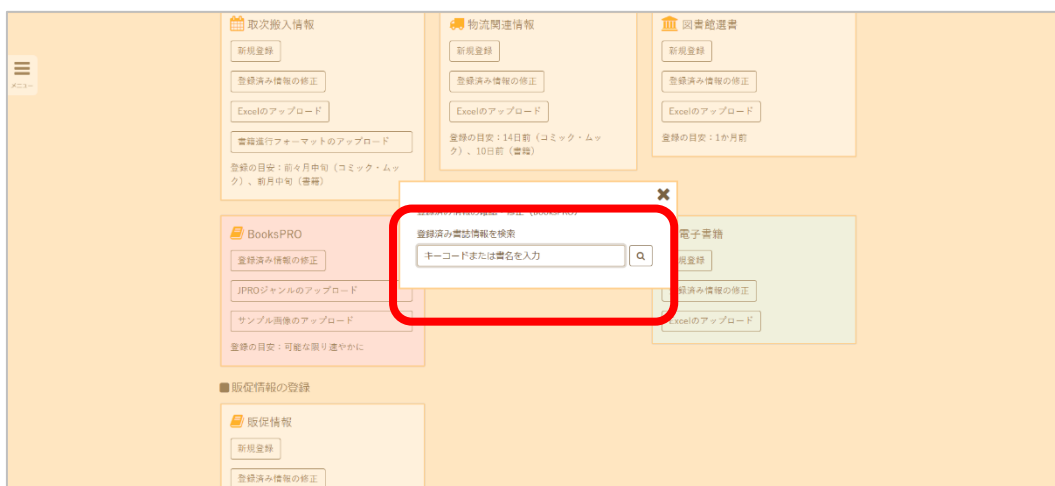 取次搬入情報
新規登録
登録済み情報の修正
Excelのアップロード
書籍進行フォーマットのアップロード
登録の目安：前々月中旬（コミック・ムッ
ク）、前月中旬（書籍）
物流関連情報
新規登録
登録済み情報の修正
Excelのアップロード
登録の目安：14日前（コミック・ムッ
ク）、10日前（書籍）
図書館選書
新規登録
登録済み情報の修正
Excelのアップロード
登録の目安：1か月前
メニュー
登録済み書誌情報を検索
キーコードまたは書名を入力
BooksPRO
登録済み情報の修正
JPROジャンルのアップロード
サンプル画像のアップロード
登録の目安：可能な限り速やかに
電子書籍
規登録
録済み情報の修正
Excelのアップロード
販促情報の登録
販促情報
新規登録
登録済み情報の修正